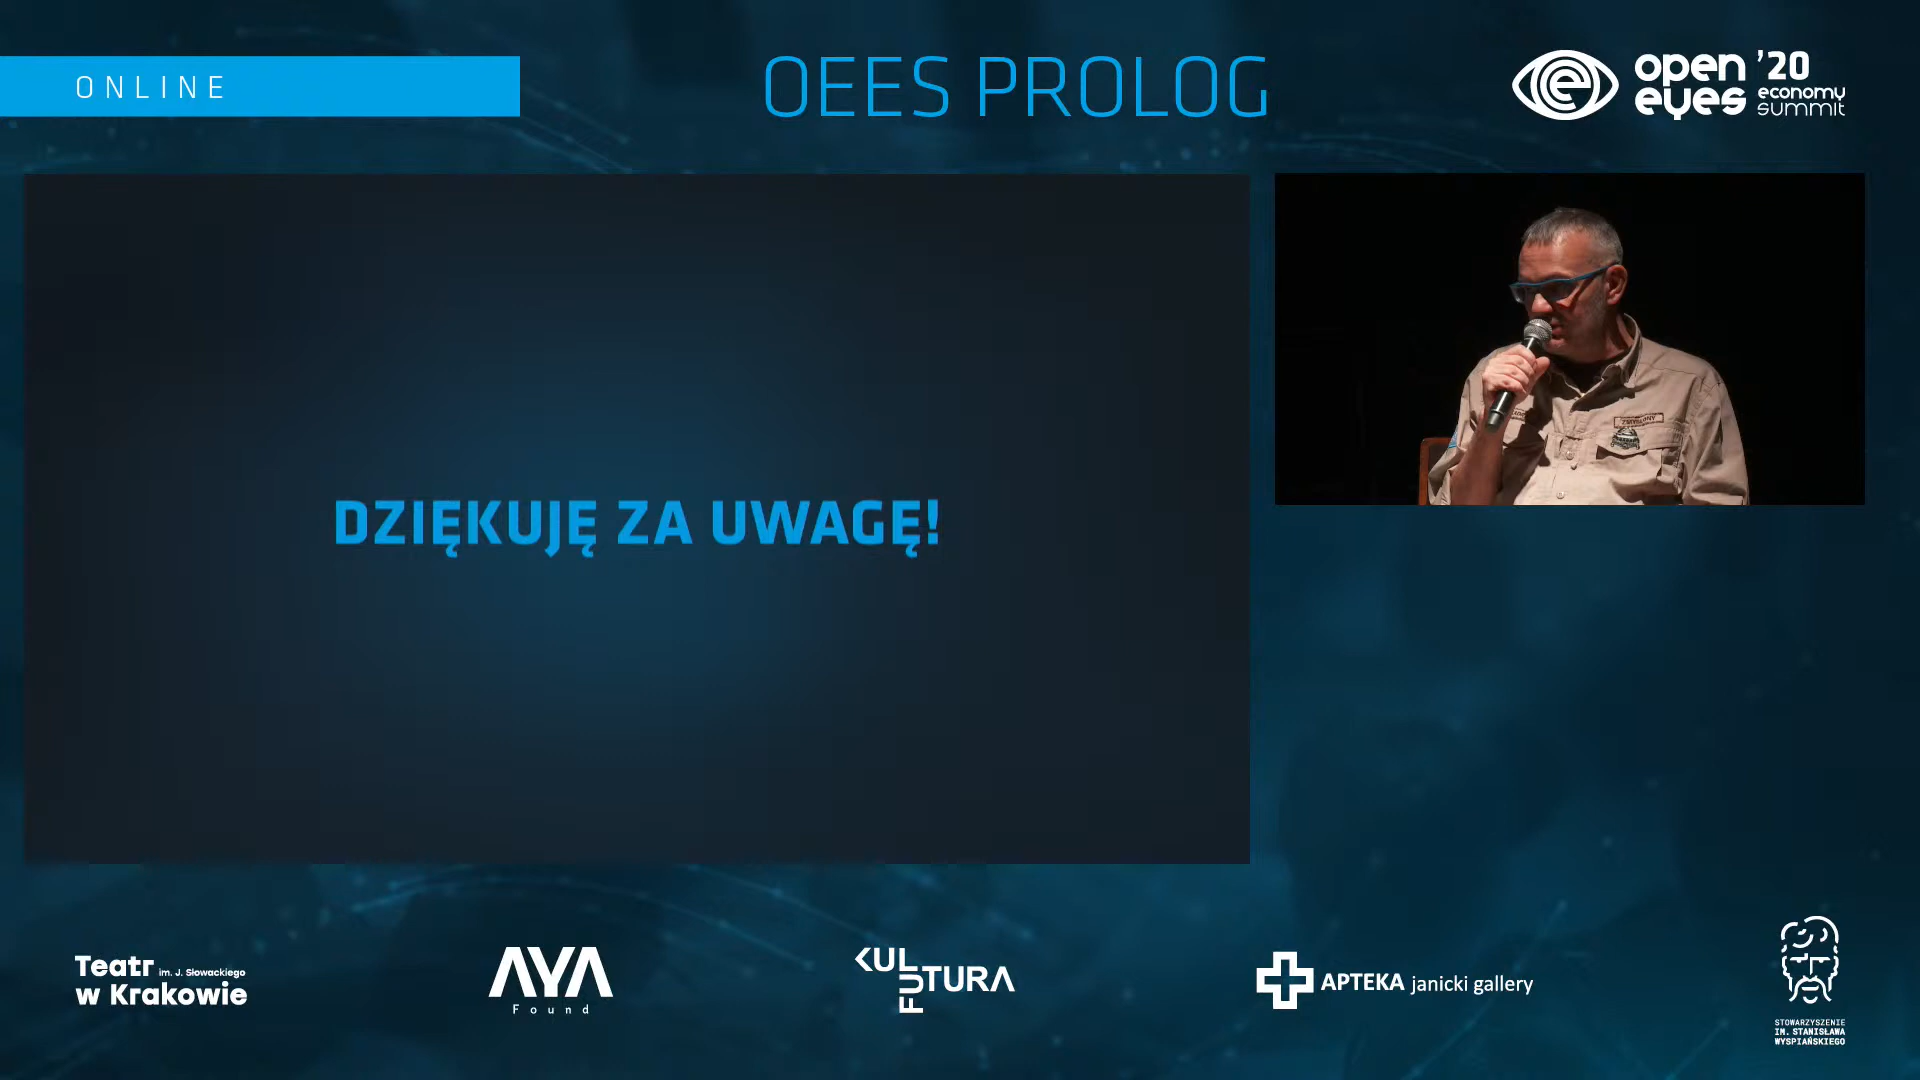 ONLINE
OEES PROLOG
open eyes '20 economy summit
DZIĘKUJĘ ZA UWAGĘ!
Teatr im. J. Słowackiego
w Krakowie
AYA
Found
KULTURA
FUTURA
APTEKA janicki gallery
STOWARZYSZENIE
IM. STANISŁAWA
WYSPIAŃSKIEGO